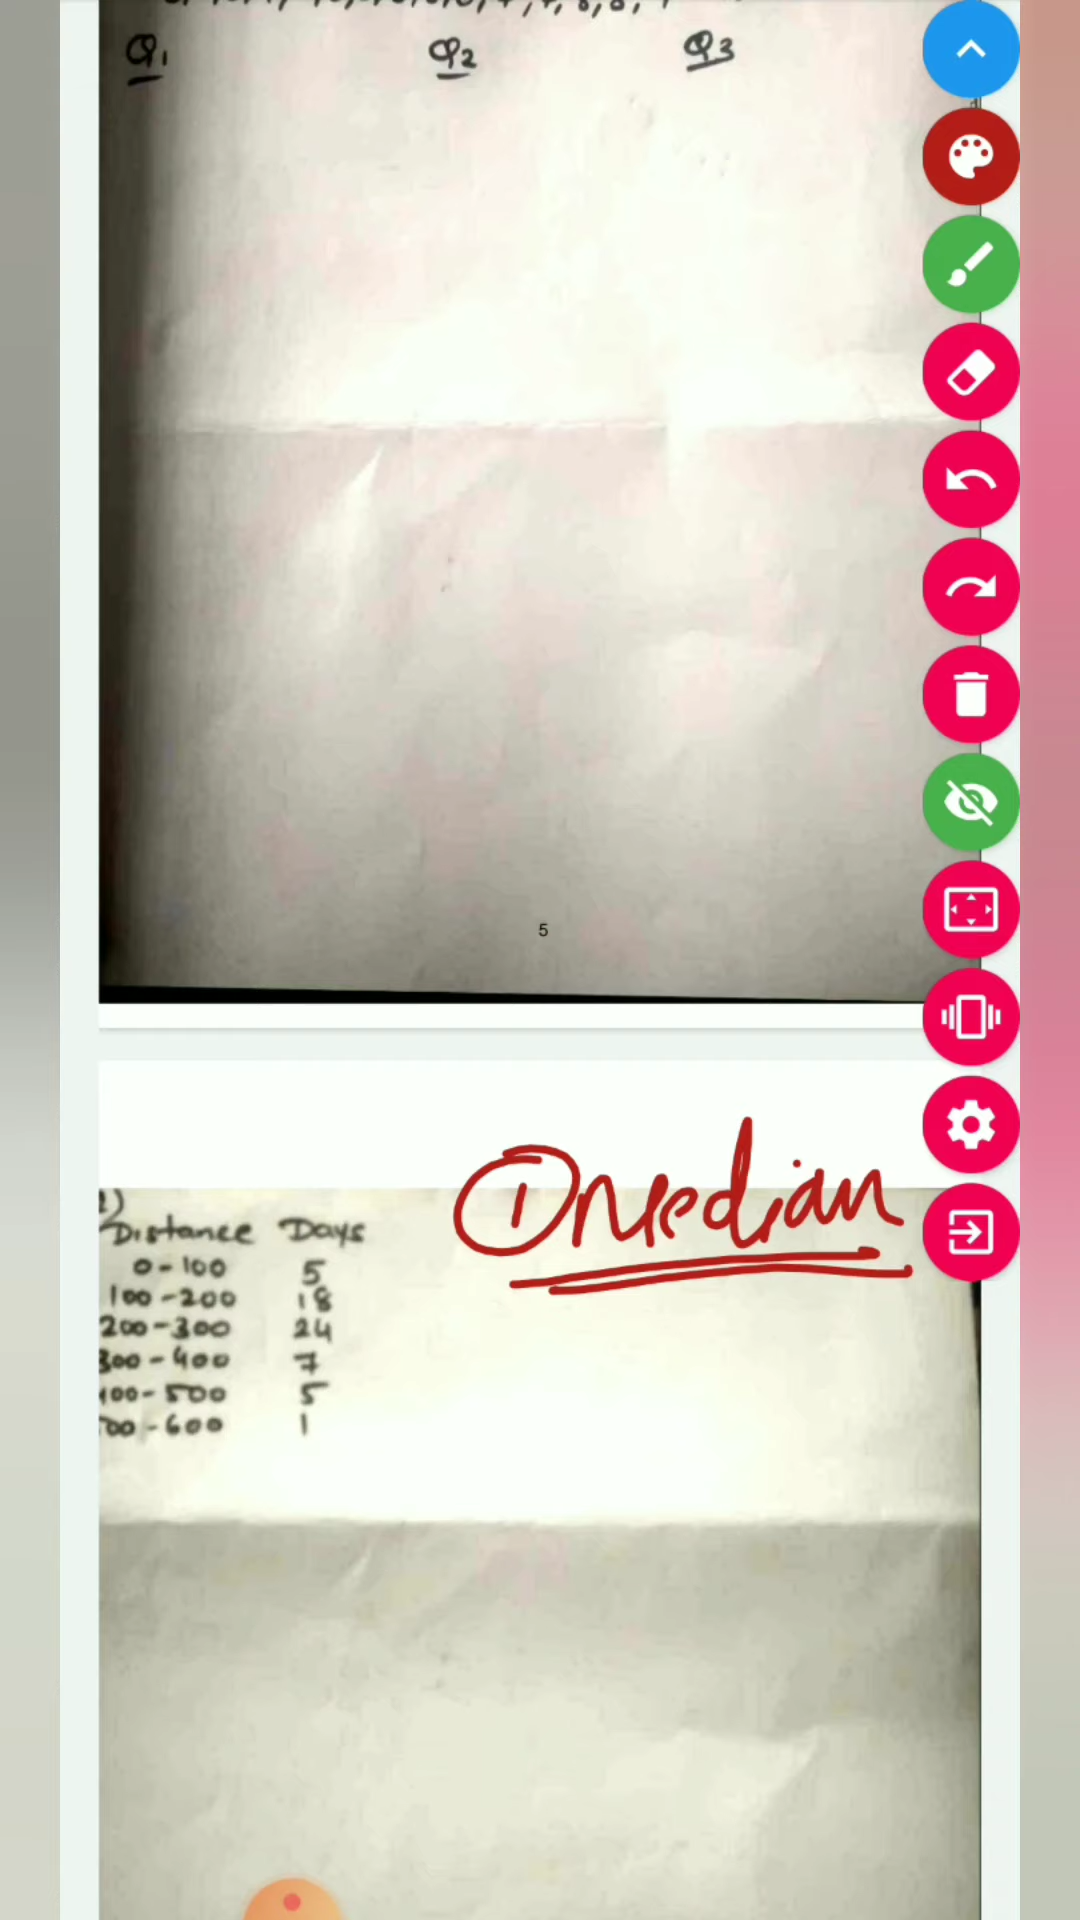 Q1 Q2 Q3
5
① median
Distance Days
0-100 5
100-200 18
200-300 24
300-400 7
400-500 5
-600 1